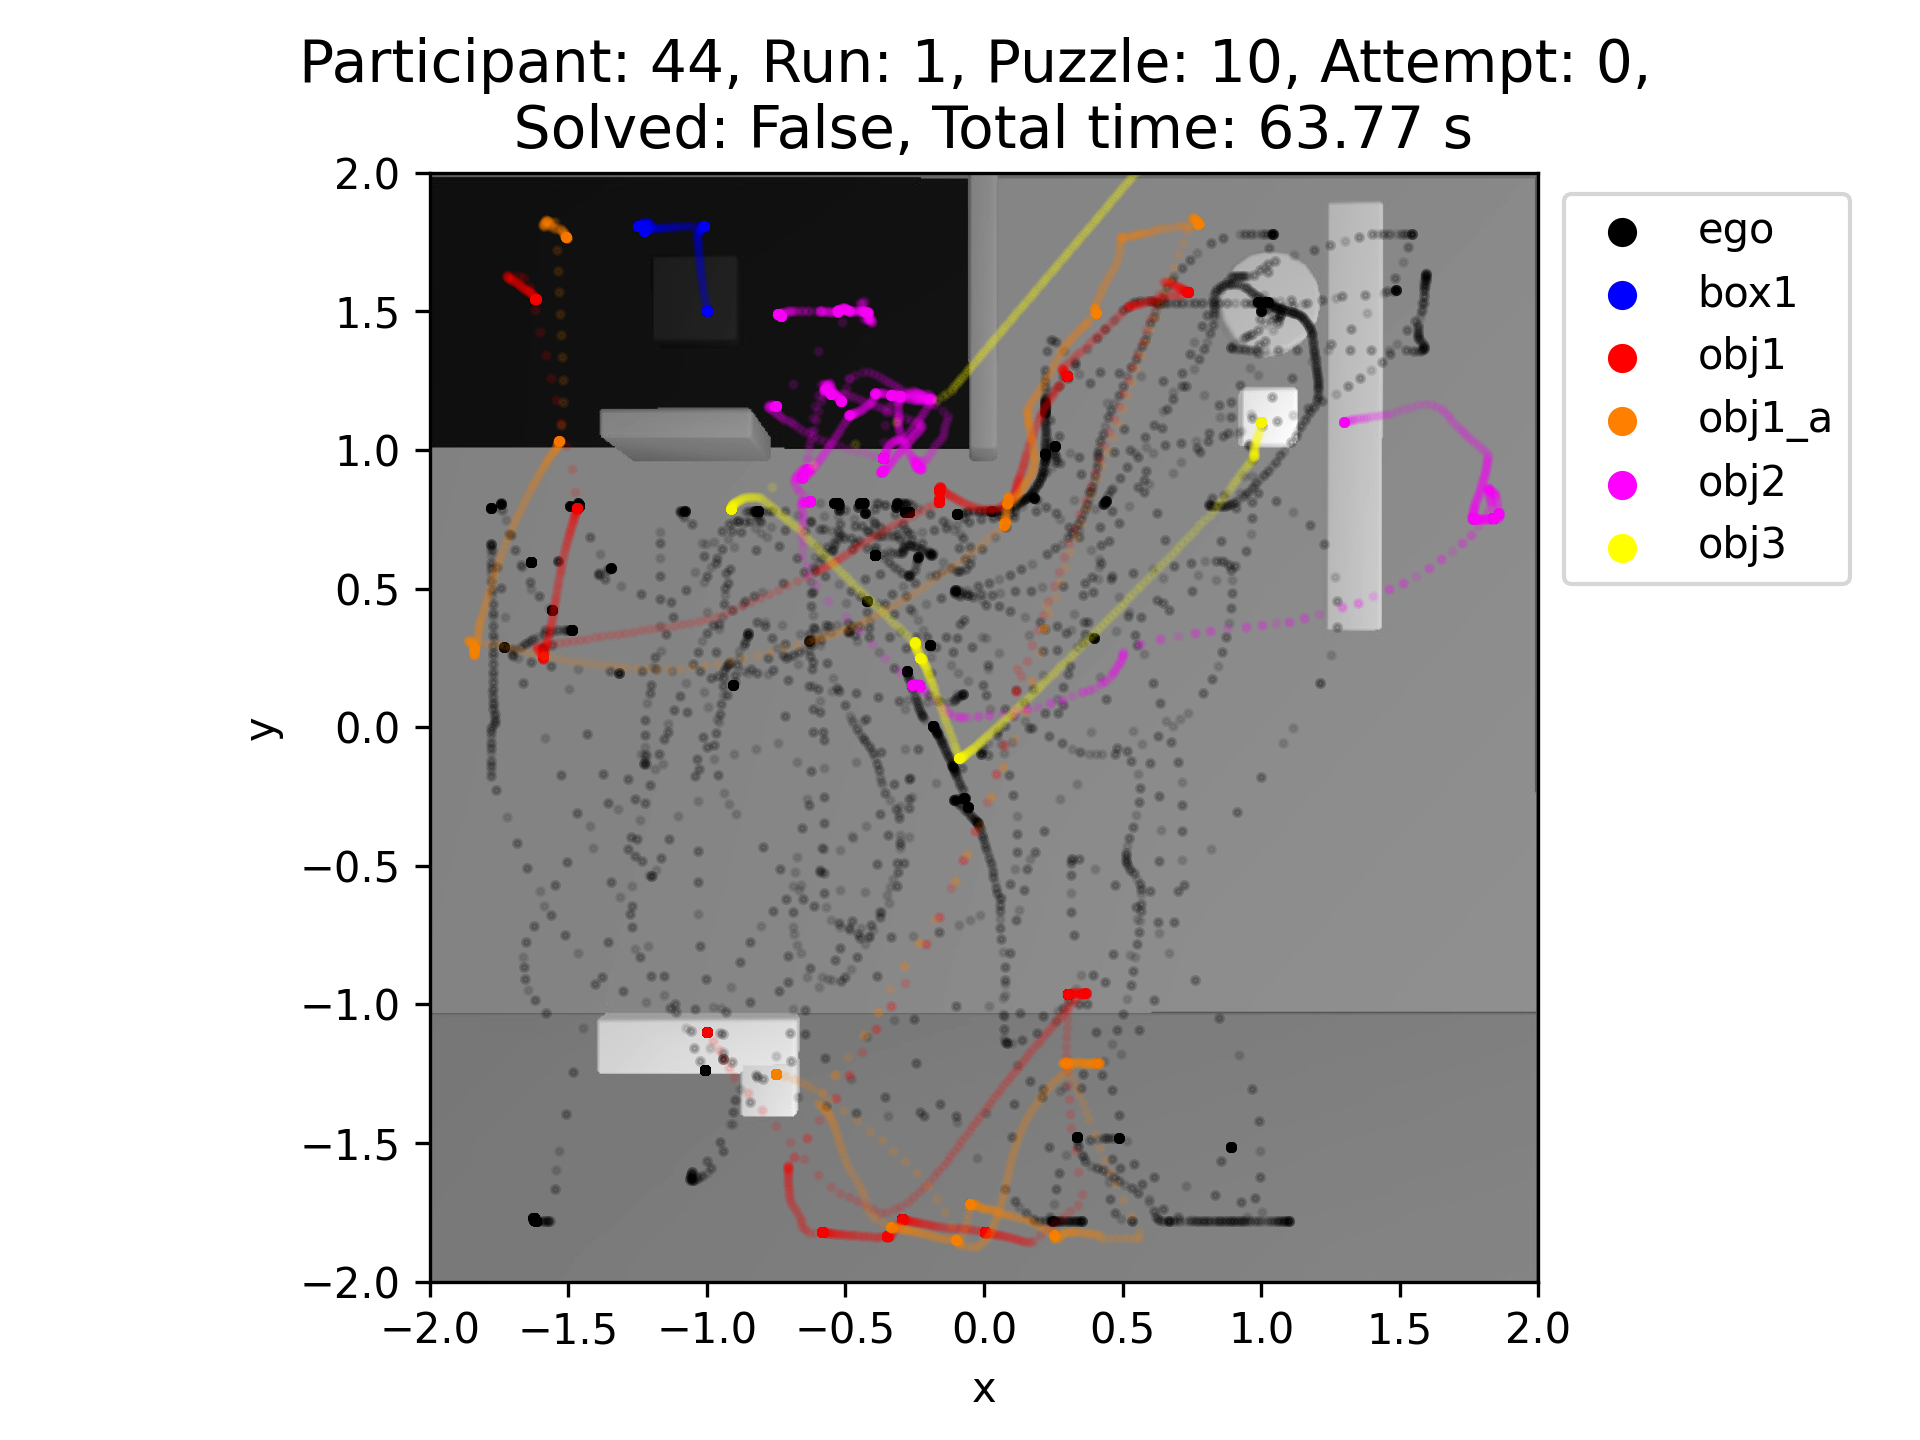 Participant: 44, Run: 1, Puzzle: 10, Attempt: 0,
Solved: False, Total time: 63.77 s
2.0
1.5
1.0
0.5
0.0
−0.5
−1.0
−1.5
−2.0
y
−2.0 −1.5 −1.0 −0.5 0.0 0.5 1.0 1.5 2.0
x
ego
box1
obj1
obj1_a
obj2
obj3